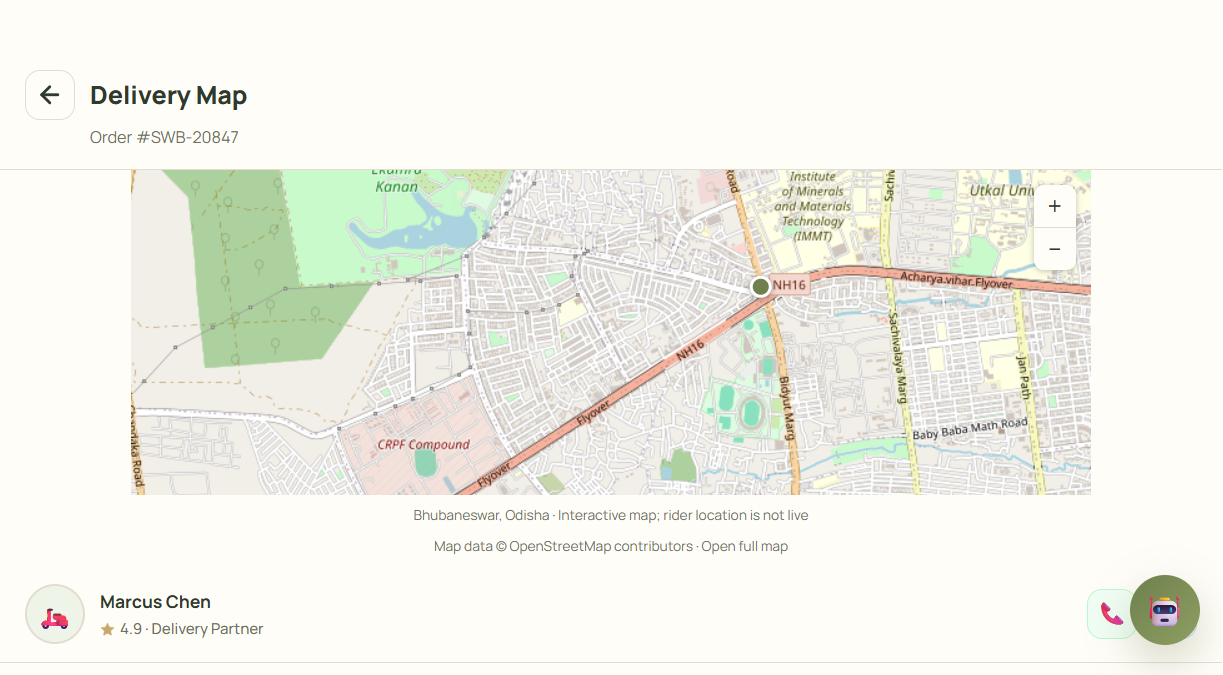 Delivery Map
Order #SWB-20847
Kanan
Road
Institute
of Minerals
and Materials
Technology
(IMMT)
Utkal
+
−
NH16
Acharya.vihar.Flyover
NH16
Sachivalaya Marg
Jan Path
Bidyut Marg
Flyover
Baby Baba Math Road
CRPF Compound
Flyover
Road
Bhubaneswar, Odisha · Interactive map; rider location is not live
Map data © OpenStreetMap contributors · Open full map
Marcus Chen
4.9 · Delivery Partner